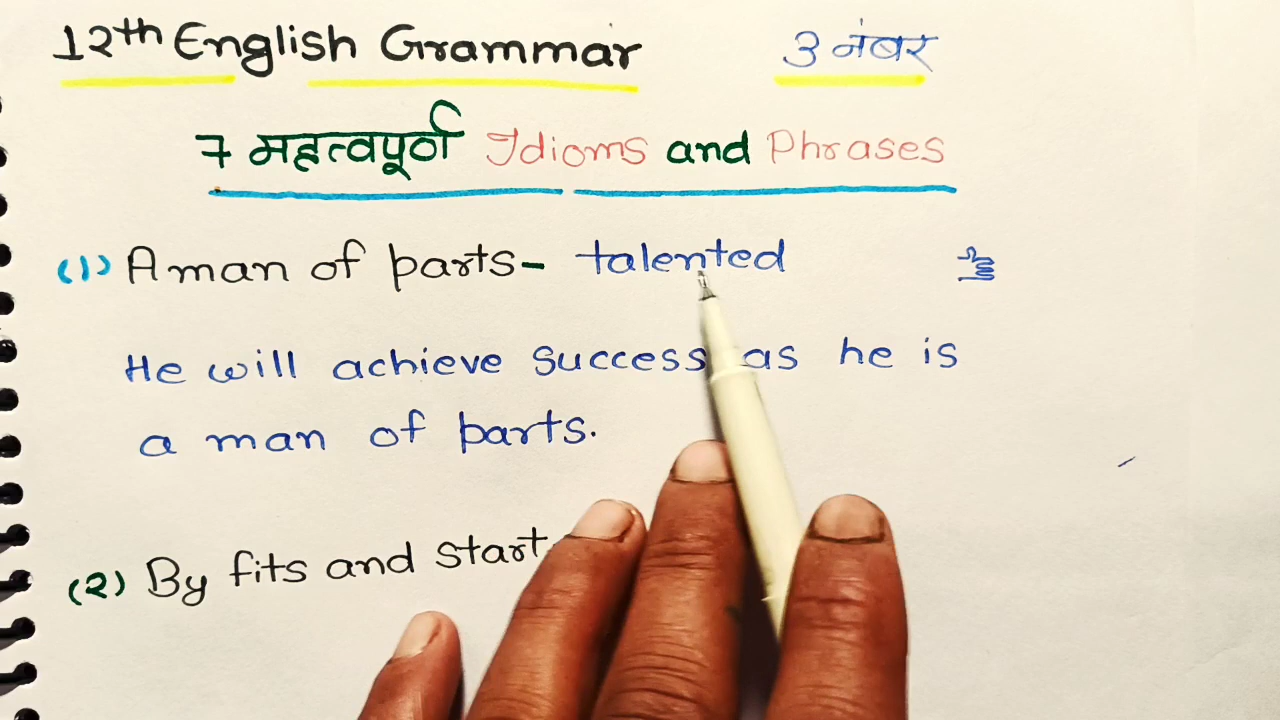 12th English Grammar 3 नंबर
7 महत्वपूर्ण Idioms and Phrases
(1) A man of parts- talented
He will achieve success as he is
a man of parts.
(2) By fits and start